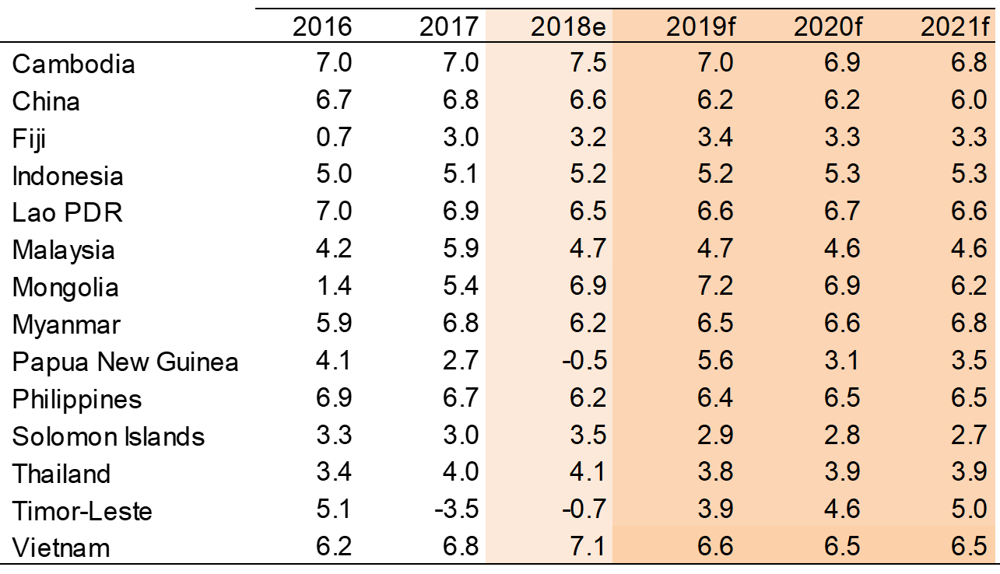 2016 2017 2018e 2019f 2020f 2021f
Cambodia 7.0 7.0 7.5 7.0 6.9 6.8
China 6.7 6.8 6.6 6.2 6.2 6.0
Fiji 0.7 3.0 3.2 3.4 3.3 3.3
Indonesia 5.0 5.1 5.2 5.2 5.3 5.3
Lao PDR 7.0 6.9 6.5 6.6 6.7 6.6
Malaysia 4.2 5.9 4.7 4.7 4.6 4.6
Mongolia 1.4 5.4 6.9 7.2 6.9 6.2
Myanmar 5.9 6.8 6.2 6.5 6.6 6.8
Papua New Guinea 4.1 2.7 -0.5 5.6 3.1 3.5
Philippines 6.9 6.7 6.2 6.4 6.5 6.5
Solomon Islands 3.3 3.0 3.5 2.9 2.8 2.7
Thailand 3.4 4.0 4.1 3.8 3.9 3.9
Timor-Leste 5.1 -3.5 -0.7 3.9 4.6 5.0
Vietnam 6.2 6.8 7.1 6.6 6.5 6.5